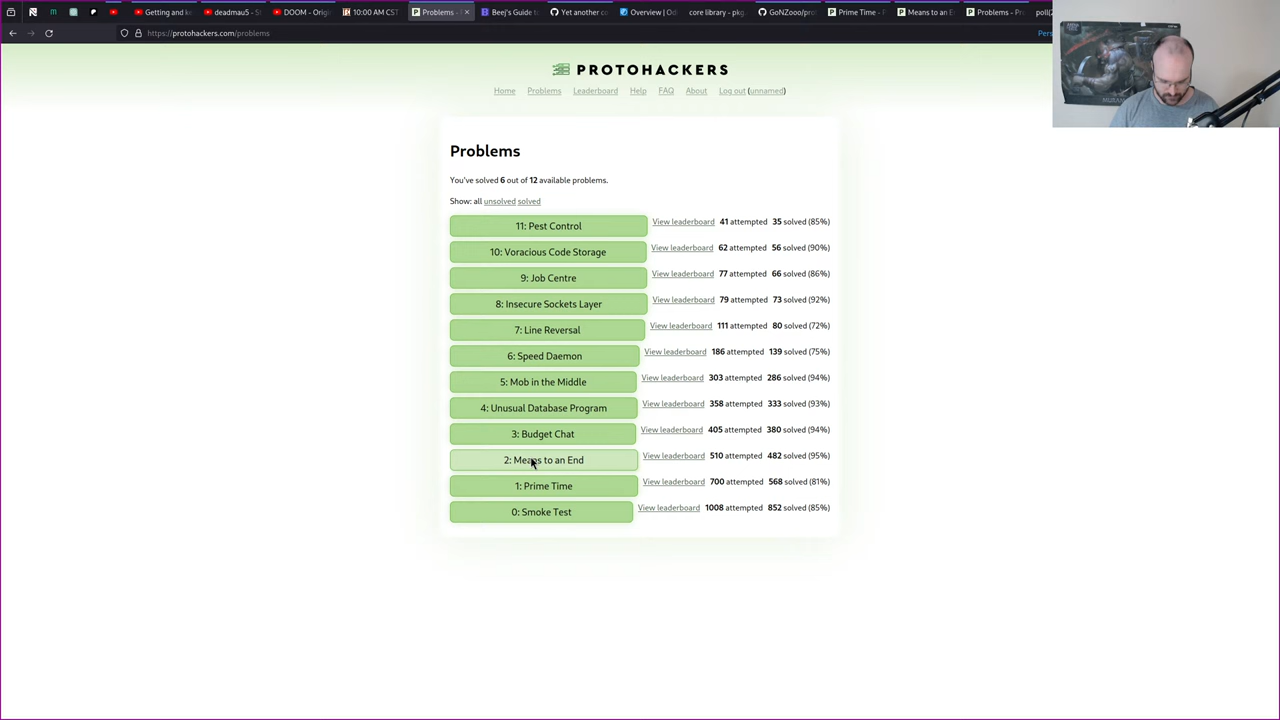 Getting and ke
deadmau5 - St
DOOM - Orig
10:00 AM CST
Problems -
Beej's Guide t
Yet another co
Overview | Od
core library - pkg
GoNZooo/pro
Prime Time - P
Means to an E
Problems - Pro
poll(2
https://protohackers.com/problems
PROTOHACKERS
Home Problems Leaderboard Help FAQ About Log out (unnamed)
Problems
You've solved 6 out of 12 available problems.
Show: all unsolved solved
11: Pest Control View leaderboard 41 attempted 35 solved (85%)
10: Voracious Code Storage View leaderboard 62 attempted 56 solved (90%)
9: Job Centre View leaderboard 77 attempted 66 solved (86%)
8: Insecure Sockets Layer View leaderboard 79 attempted 73 solved (92%)
7: Line Reversal View leaderboard 111 attempted 80 solved (72%)
6: Speed Daemon View leaderboard 186 attempted 139 solved (75%)
5: Mob in the Middle View leaderboard 303 attempted 286 solved (94%)
4: Unusual Database Program View leaderboard 358 attempted 333 solved (93%)
3: Budget Chat View leaderboard 405 attempted 380 solved (94%)
2: Means to an End View leaderboard 510 attempted 482 solved (95%)
1: Prime Time View leaderboard 700 attempted 568 solved (81%)
0: Smoke Test View leaderboard 1008 attempted 852 solved (85%)